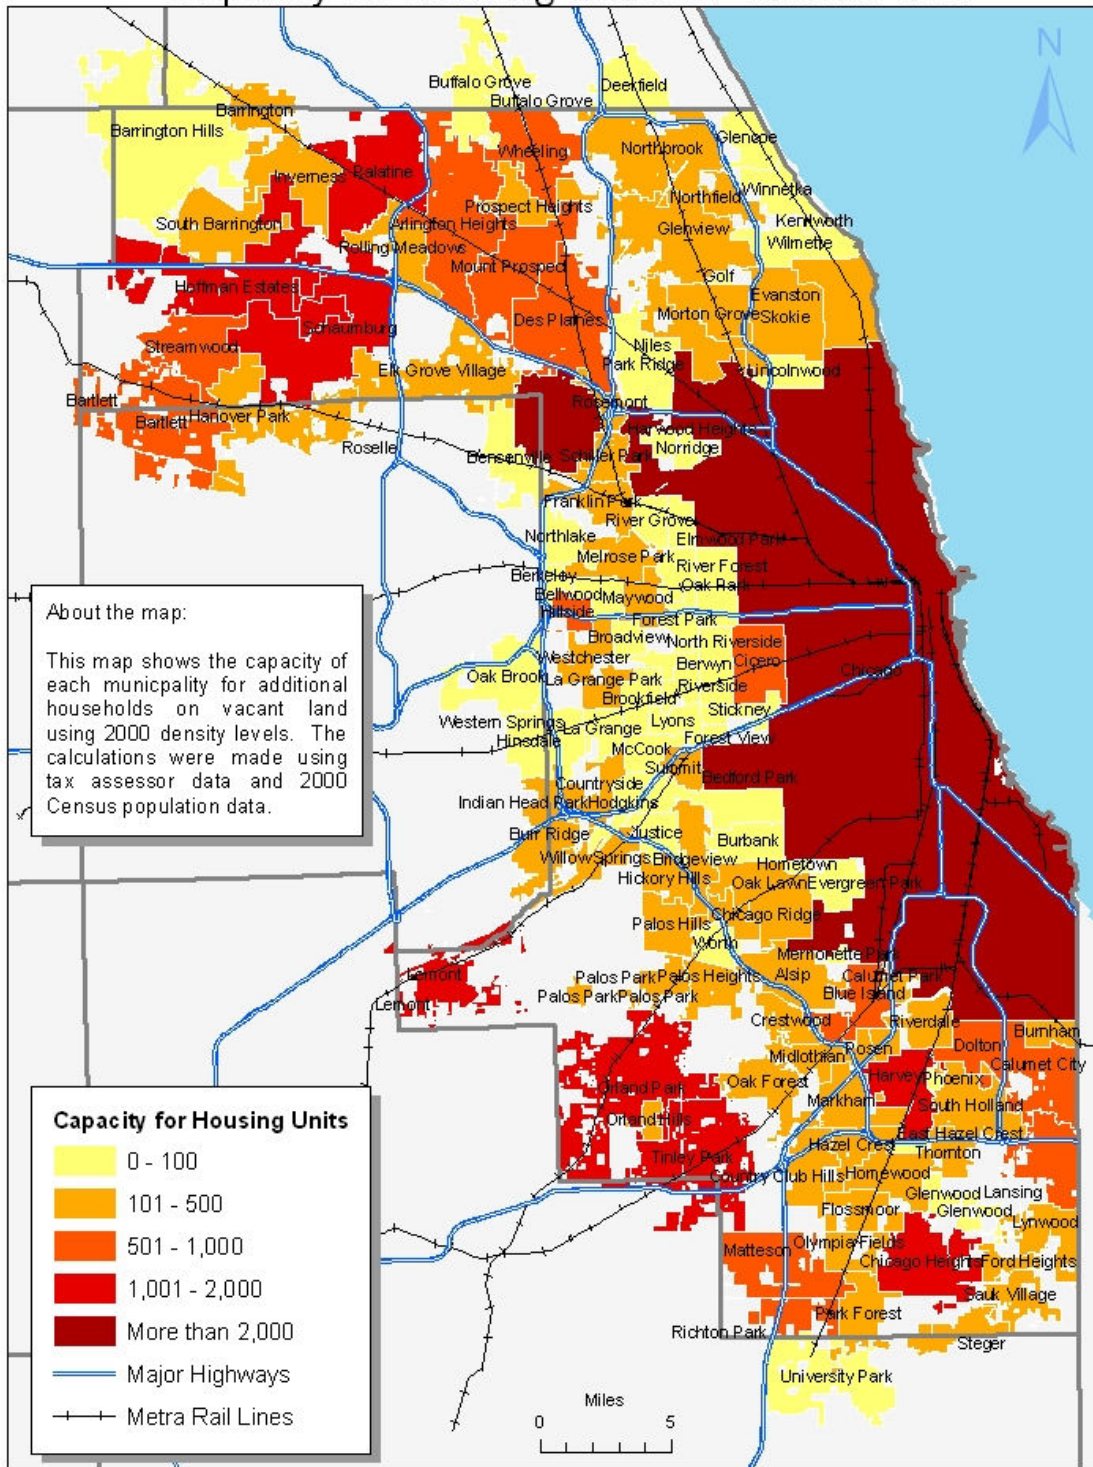 N
Buffalo Grove
Deerfield
Buffalo Grove
Barrington
Barrington Hills
Glencoe
Wheeling
Northbrook
Inverness
Palatine
Winnetka
Northfield
Prospect Heights
Kenilworth
South Barrington
Arlington Heights
Glenview
Wilmette
Rolling Meadows
Mount Prospect
Golf
Hoffman Estates
Evanston
Morton Grove
Skokie
Des Plaines
Schaumburg
Streamwood
Niles
Park Ridge
Elk Grove Village
Lincolnwood
Bartlett
Rosemont
Hanover Park
Bartlett
Harwood Heights
Roselle
Norridge
Bensenville
Schiller Park
Franklin Park
River Grove
Northlake
Elmwood Park
Melrose Park
River Forest
Berkeley
Oak Park
Bellwood
Maywood
Hillside
Forest Park
Broadview
North Riverside
Westchester
Berwyn
Cicero
Chicago
Oak Brook
La Grange Park
Riverside
Brookfield
Stickney
Western Springs
La Grange
Lyons
Hinsdale
Forest View
McCook
Summit
Bedford Park
Countryside
Indian Head Park
Hodgkins
Burr Ridge
Justice
Burbank
Willow Springs
Bridgeview
Hometown
Hickory Hills
Oak Lawn
Evergreen Park
Chicago Ridge
Palos Hills
Worth
Merrionette Park
Lemont
Palos Park
Palos Heights
Alsip
Calumet Park
Lemont
Palos Park
Palos Park
Blue Island
Crestwood
Riverdale
Burnham
Posen
Dolton
Midlothian
Calumet City
Orland Park
Oak Forest
Harvey
Phoenix
Markham
South Holland
Orland Hills
East Hazel Crest
Hazel Crest
Thornton
Tinley Park
Country Club Hills
Homewood
Glenwood
Lansing
Glenwood
Flossmoor
Lynwood
Matteson
Olympia Fields
Chicago Heights
Ford Heights
Sauk Village
Park Forest
Richton Park
Steger
University Park
About the map:
This map shows the capacity of
each municpality for additional
households on vacant land
using 2000 density levels. The
calculations were made using
tax assessor data and 2000
Census population data.
Capacity for Housing Units
0 - 100
101 - 500
501 - 1,000
1,001 - 2,000
More than 2,000
Major Highways
Metra Rail Lines
Miles
0 5